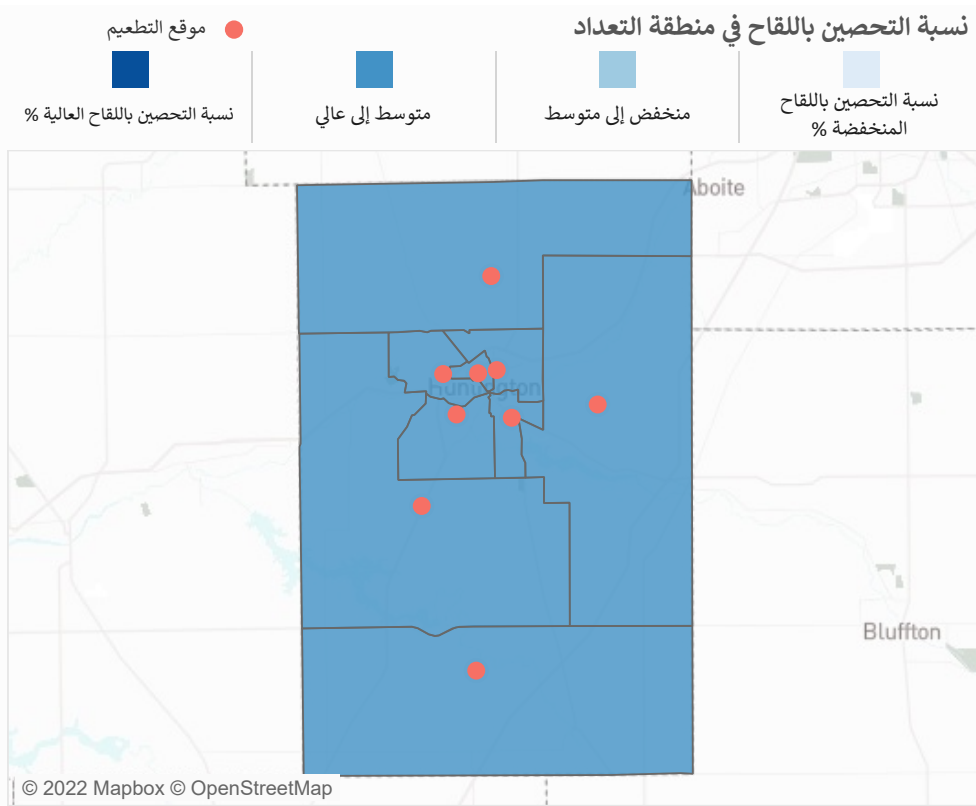 نسبة التحصين باللقاح في منطقة التعداد
موقع التطعيم
نسبة التحصين باللقاح
المنخفضة %
منخفض إلى متوسط
متوسط إلى عالي
نسبة التحصين باللقاح العالية %
Aboite
Huntington
Bluffton
© 2022 Mapbox © OpenStreetMap